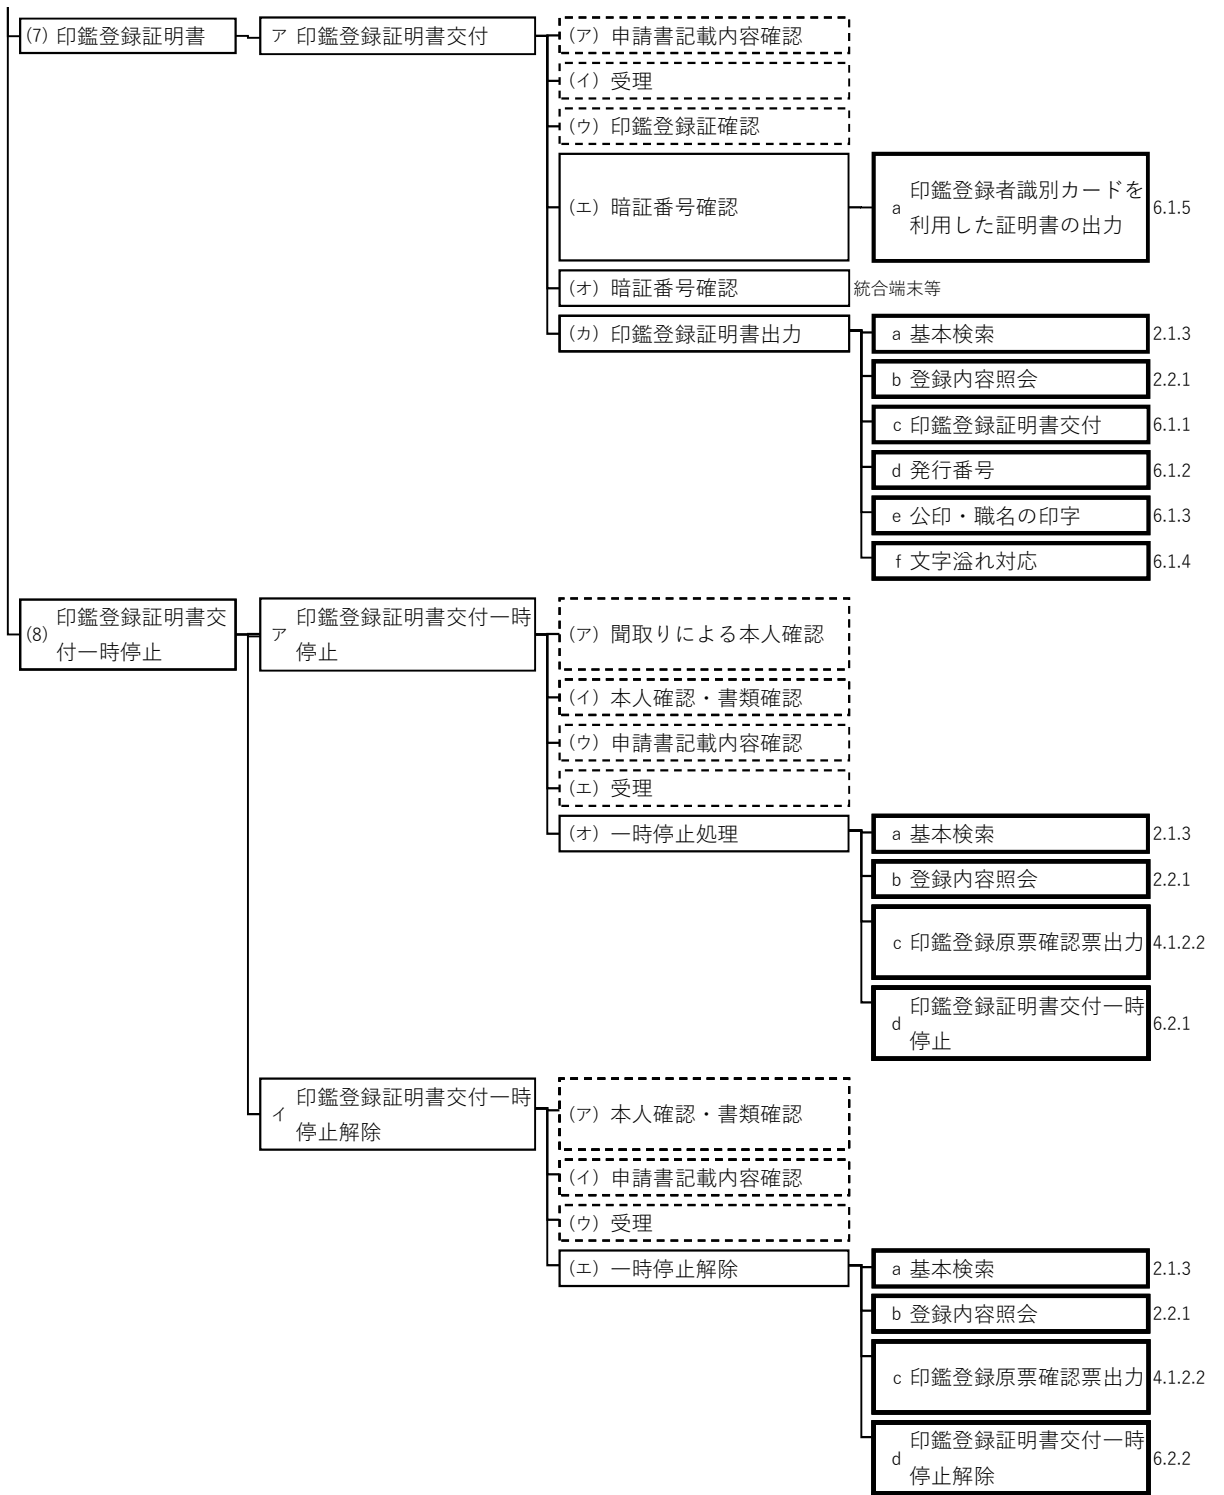 (7) 印鑑登録証明書
ア 印鑑登録証明書交付
(ア) 申請書記載内容確認
(イ) 受理
(ウ) 印鑑登録証確認
(エ) 暗証番号確認
a 印鑑登録者識別カードを
利用した証明書の出力
6.1.5
(オ) 暗証番号確認
統合端末等
(カ) 印鑑登録証明書出力
a 基本検索
2.1.3
b 登録内容照会
2.2.1
c 印鑑登録証明書交付
6.1.1
d 発行番号
6.1.2
e 公印・職名の印字
6.1.3
f 文字溢れ対応
6.1.4
(8) 印鑑登録証明書交
付一時停止
ア 印鑑登録証明書交付一時
停止
(ア) 聞取りによる本人確認
(イ) 本人確認・書類確認
(ウ) 申請書記載内容確認
(エ) 受理
(オ) 一時停止処理
a 基本検索
2.1.3
b 登録内容照会
2.2.1
c 印鑑登録原票確認票出力
4.1.2.2
d 印鑑登録証明書交付一時
停止
6.2.1
イ 印鑑登録証明書交付一時
停止解除
(ア) 本人確認・書類確認
(イ) 申請書記載内容確認
(ウ) 受理
(エ) 一時停止解除
a 基本検索
2.1.3
b 登録内容照会
2.2.1
c 印鑑登録原票確認票出力
4.1.2.2
d 印鑑登録証明書交付一時
停止解除
6.2.2